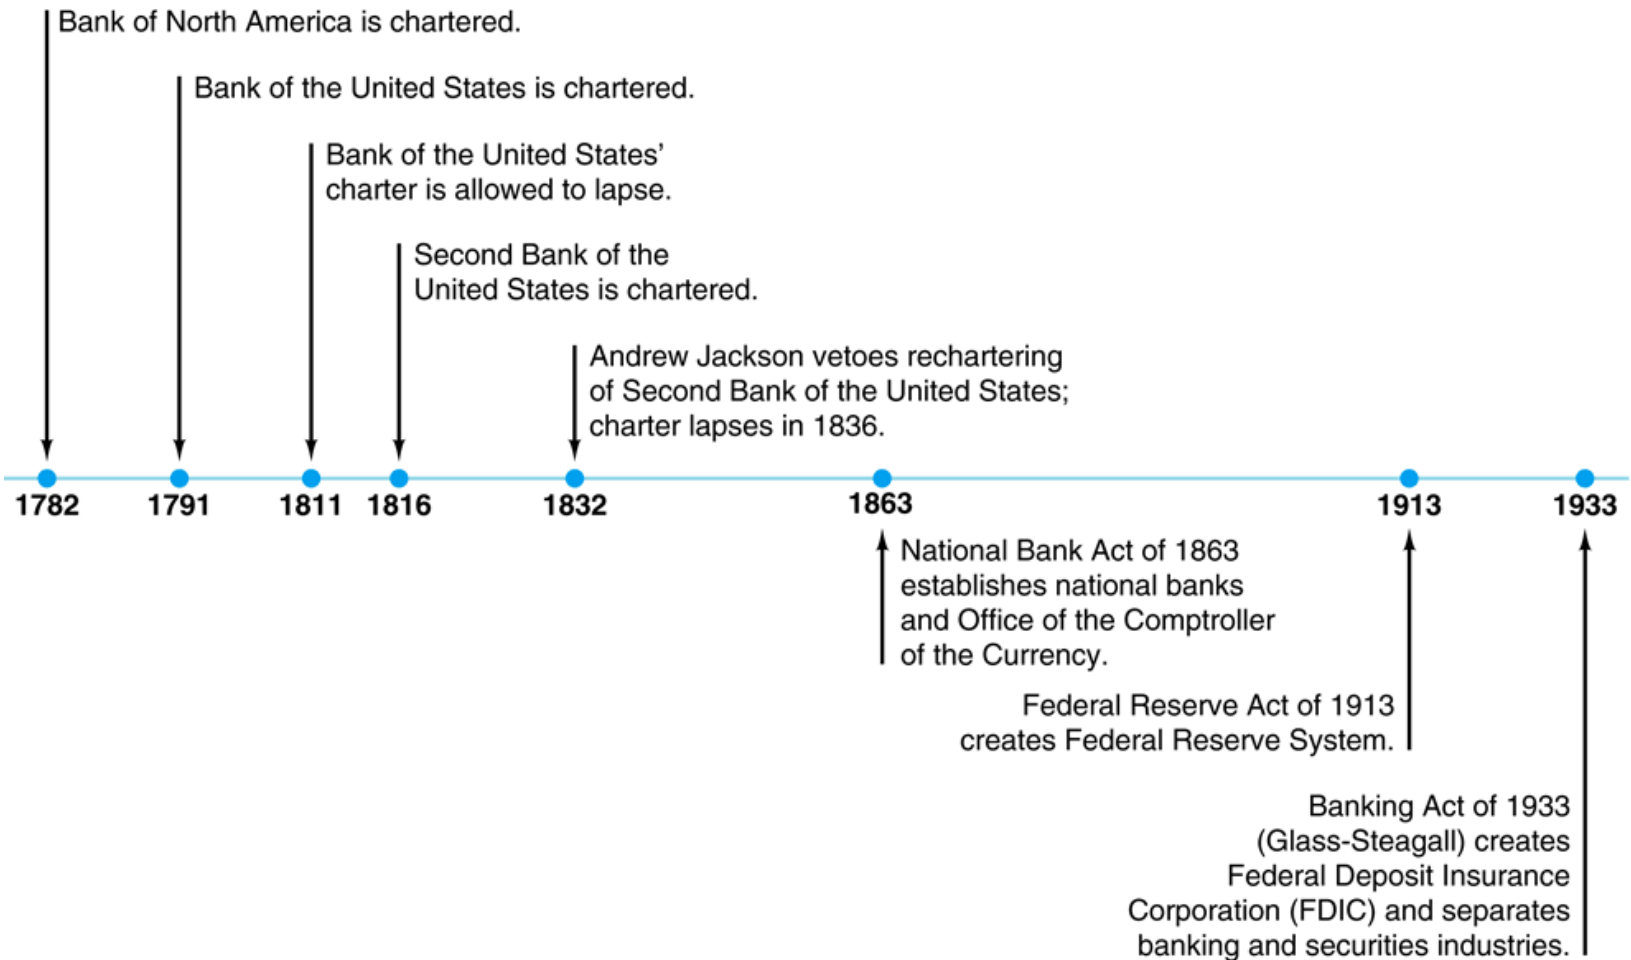 Bank of North America is chartered.
Bank of the United States is chartered.
Bank of the United States’
charter is allowed to lapse.
Second Bank of the
United States is chartered.
Andrew Jackson vetoes rechartering
of Second Bank of the United States;
charter lapses in 1836.
1782 1791 1811 1816 1832 1863 1913 1933
National Bank Act of 1863
establishes national banks
and Office of the Comptroller
of the Currency.
Federal Reserve Act of 1913
creates Federal Reserve System.
Banking Act of 1933
(Glass-Steagall) creates
Federal Deposit Insurance
Corporation (FDIC) and separates
banking and securities industries.